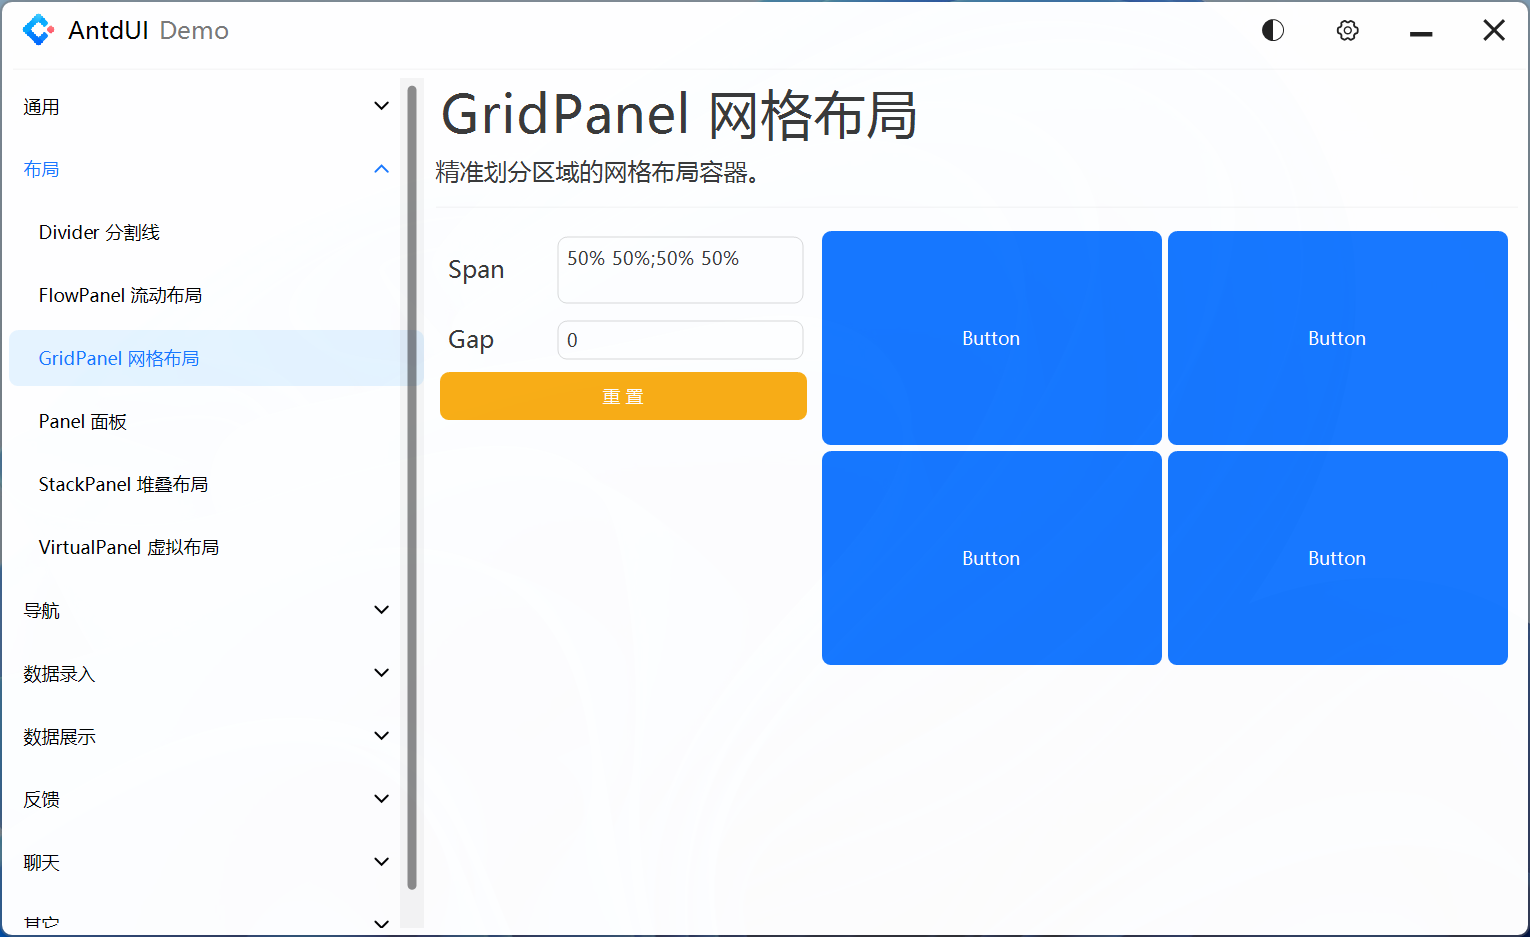 AntdUI Demo
通用
布局
Divider 分割线
FlowPanel 流动布局
GridPanel 网格布局
Panel 面板
StackPanel 堆叠布局
VirtualPanel 虚拟布局
导航
数据录入
数据展示
反馈
聊天
其它
GridPanel 网格布局
精准划分区域的网格布局容器。
Span
50% 50%;50% 50%
Gap
0
重 置
Button
Button
Button
Button